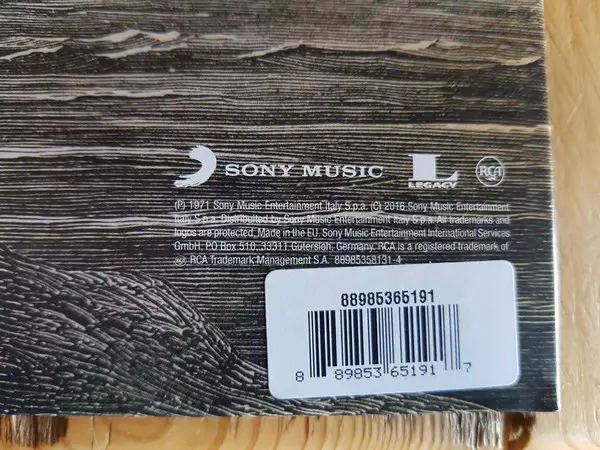 SONY MUSIC
LEGACY
RCA
(P) 1971 Sony Music Entertainment Italy S.p.a. (C) 2016 Sony Music Entertainment
Italy S.p.a. Distributed by Sony Music Entertainment Italy S.p.a. All trademarks and
logos are protected. Made in the EU. Sony Music Entertainment International Services
GmbH, PO Box 510, 33311 Gütersloh, Germany. RCA is a registered trademark of
RCA Trademark Management S.A. 88985358131-4
88985365191
8 89853 65191 7